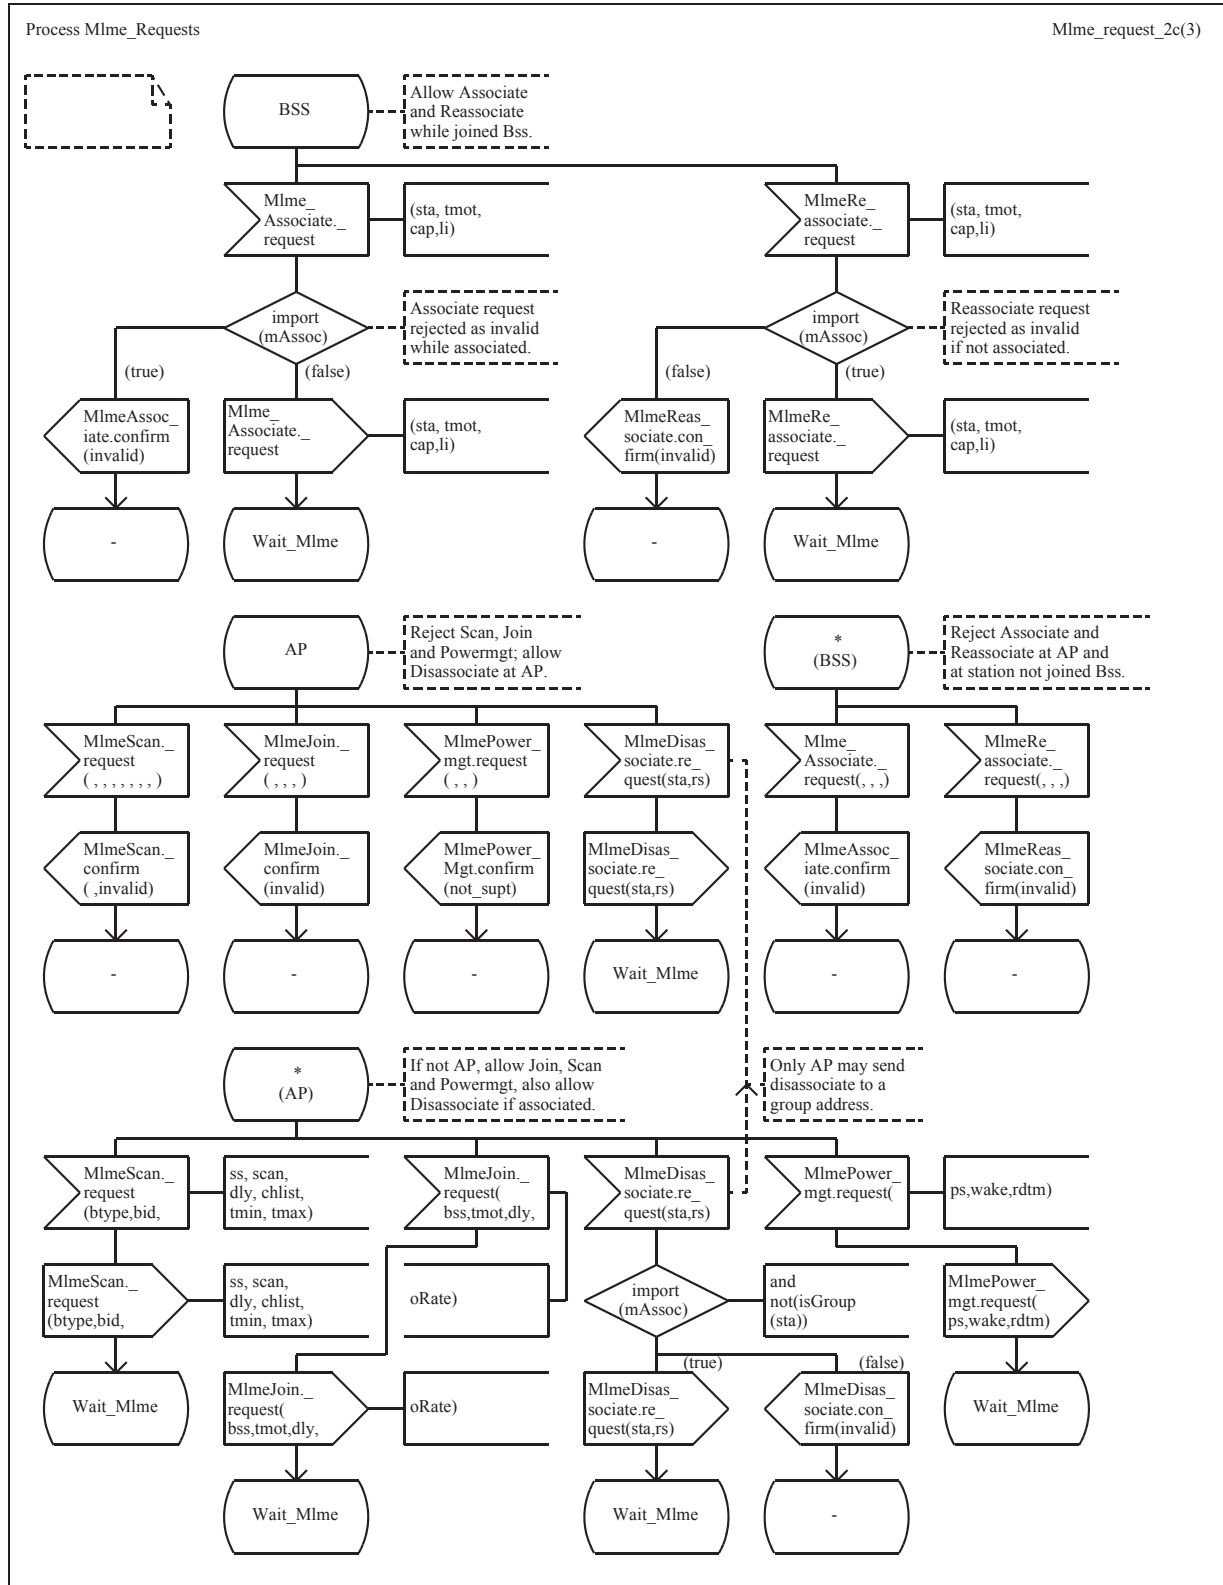 Process Mlme_Requests
Mlme_request_2c(3)
BSS
Allow Associate
and Reassociate
while joined Bss.
Mlme_
Associate._
request
(sta, tmot,
cap,li)
MlmeRe_
associate._
request
(sta, tmot,
cap,li)
import
(mAssoc)
Associate request
rejected as invalid
while associated.
import
(mAssoc)
Reassociate request
rejected as invalid
if not associated.
(true)
(false)
(false)
(true)
MlmeAssoc_
iate.confirm
(invalid)
Mlme_
Associate._
request
(sta, tmot,
cap,li)
MlmeReas_
sociate.con_
firm(invalid)
MlmeRe_
associate._
request
(sta, tmot,
cap,li)
-
Wait_Mlme
-
Wait_Mlme
AP
Reject Scan, Join
and Powermgt; allow
Disassociate at AP.
*
(BSS)
Reject Associate and
Reassociate at AP and
at station not joined Bss.
MlmeScan._
request
( , , , , , , , )
MlmeJoin._
request
( , , , )
MlmePower_
mgt.request
( , , )
MlmeDisas_
sociate.re_
quest(sta,rs)
Mlme_
Associate._
request(, , ,)
MlmeRe_
associate._
request(, , ,)
MlmeScan._
confirm
( ,invalid)
MlmeJoin._
confirm
(invalid)
MlmePower_
Mgt.confirm
(not_supt)
MlmeDisas_
sociate.re_
quest(sta,rs)
MlmeAssoc_
iate.confirm
(invalid)
MlmeReas_
sociate.con_
firm(invalid)
-
-
-
Wait_Mlme
-
-
*
(AP)
If not AP, allow Join, Scan
and Powermgt, also allow
Disassociate if associated.
Only AP may send
disassociate to a
group address.
MlmeScan._
request
(btype,bid,
ss, scan,
dly, chlist,
tmin, tmax)
MlmeJoin._
request(
bss,tmot,dly,
MlmeDisas_
sociate.re_
quest(sta,rs)
MlmePower_
mgt.request(
ps,wake,rdtm)
MlmeScan._
request
(btype,bid,
ss, scan,
dly, chlist,
tmin, tmax)
oRate)
import
(mAssoc)
and
not(isGroup
(sta))
MlmePower_
mgt.request(
ps,wake,rdtm)
(true)
(false)
Wait_Mlme
MlmeJoin._
request(
bss,tmot,dly,
oRate)
MlmeDisas_
sociate.re_
quest(sta,rs)
MlmeDisas_
sociate.con_
firm(invalid)
Wait_Mlme
Wait_Mlme
Wait_Mlme
-